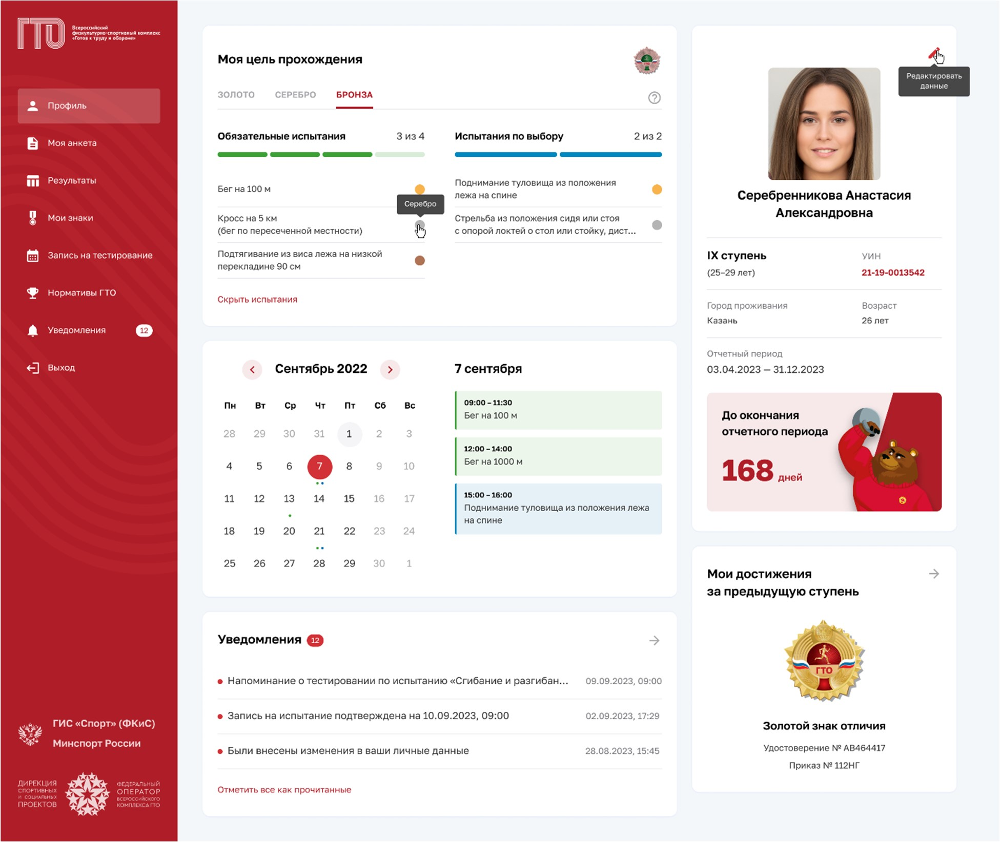 ГТО
Всероссийский
физкультурно-спортивный комплекс
«Готов к труду и обороне»
Профиль
Моя анкета
Результаты
Мои знаки
Запись на тестирование
Нормативы ГТО
Уведомления 12
Выход
ГИС «Спорт» (ФКиС)
Минспорт России
ДИРЕКЦИЯ
СПОРТИВНЫХ
И СОЦИАЛЬНЫХ
ПРОЕКТОВ
ФЕДЕРАЛЬНЫЙ
ОПЕРАТОР
ВСЕРОССИЙСКОГО
КОМПЛЕКСА ГТО
Моя цель прохождения
ГТО
ЗОЛОТО СЕРЕБРО БРОНЗА
?
Обязательные испытания 3 из 4
Бег на 100 м
Серебро
Кросс на 5 км
(бег по пересеченной местности)
Подтягивание из виса лежа на низкой
перекладине 90 см
Скрыть испытания
Испытания по выбору 2 из 2
Поднимание туловища из положения
лежа на спине
Стрельба из положения сидя или стоя
с опорой локтей о стол или стойку, дист...
Сентябрь 2022
Пн Вт Ср Чт Пт Сб Вс
28 29 30 31 1 2 3
4 5 6 7 8 9 10
11 12 13 14 15 16 17
18 19 20 21 22 23 24
25 26 27 28 29 30 1
7 сентября
09:00 – 11:30
Бег на 100 м
12:00 – 14:00
Бег на 1000 м
15:00 – 16:00
Поднимание туловища из положения лежа
на спине
Уведомления 12
Напоминание о тестировании по испытанию «Сгибание и разгибан... 09.09.2023, 09:00
Запись на испытание подтверждена на 10.09.2023, 09:00 02.09.2023, 17:29
Были внесены изменения в ваши личные данные 28.08.2023, 15:45
Отметить все как прочитанные
Редактировать
данные
Серебренникова Анастасия
Александровна
IX ступень
(25–29 лет)
УИН
21-19-0013542
Город проживания
Казань
Возраст
26 лет
Отчетный период
03.04.2023 — 31.12.2023
До окончания
отчетного периода
168 дней
Мои достижения
за предыдущую ступень
ГТО
Золотой знак отличия
Удостоверение № АВ464417
Приказ № 112НГ